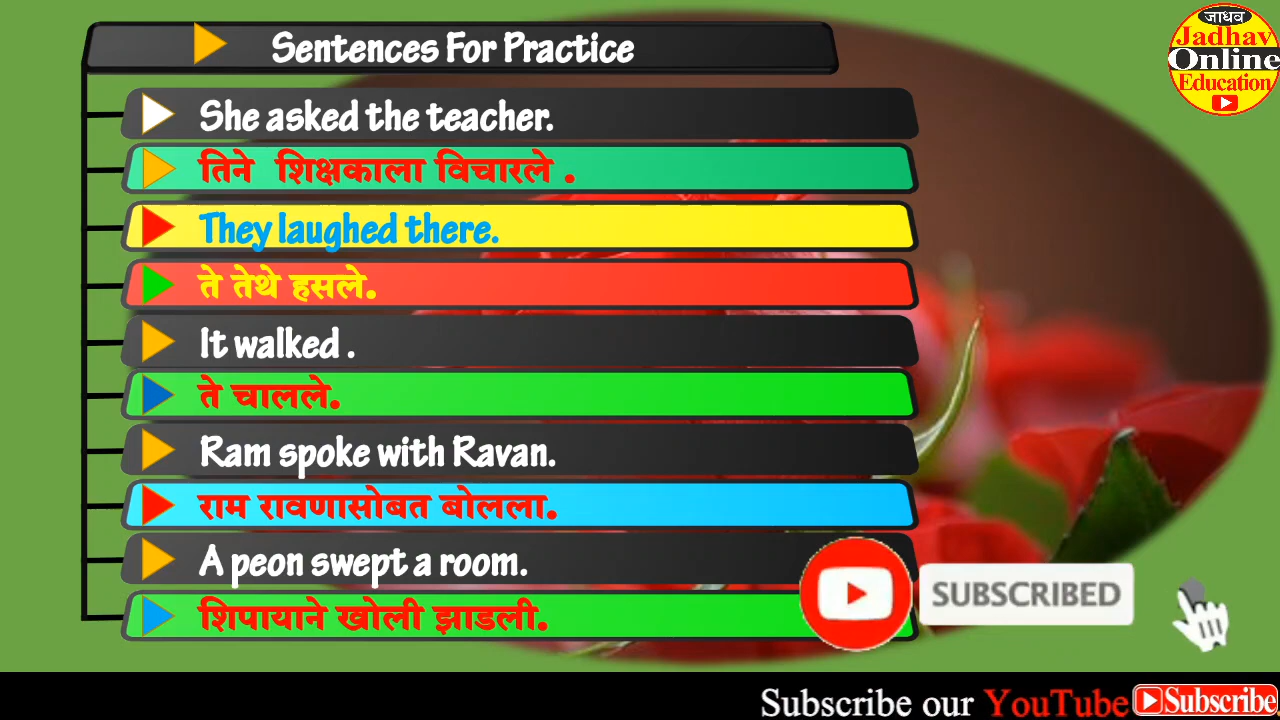 Sentences For Practice
जाधव
Jadhav
Online
Education
She asked the teacher.
तिने शिक्षकाला विचारले .
They laughed there.
ते तेथे हसले.
It walked .
ते चालले.
Ram spoke with Ravan.
राम रावणासोबत बोलला.
A peon swept a room.
शिपायाने खोली झाडली.
SUBSCRIBED
Subscribe our YouTube Subscribe